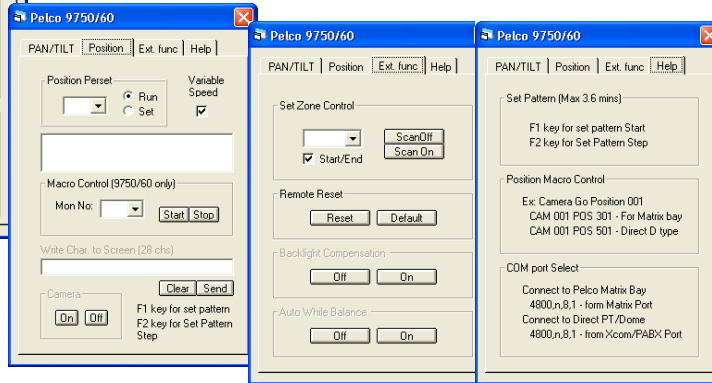 Pelco 9750/60
PAN/TILT Position Ext. func Help
Position Perset
Run
Set
Variable
Speed
Macro Control (9750/60 only)
Mon No:
Start Stop
Write Char. to Screen (28 chs)
Clear Send
Camera
On Off
F1 key for set pattern
F2 key for Set Pattern
Step
Pelco 9750/60
PAN/TILT Position Ext. func Help
Set Zone Control
ScanOff
Start/End
Scan On
Remote Reset
Reset Default
Backlight Compensation
Off On
Auto While Balance
Off On
Pelco 9750/60
PAN/TILT Position Ext. func Help
Set Pattern (Max 3.6 mins)
F1 key for set pattern Start
F2 key for Set Pattern Step
Position Macro Control
Ex: Camera Go Position 001
CAM 001 POS 301 - For Matrix bay
CAM 001 POS 501 - Direct D type
COM port Select
Connect to Pelco Matrix Bay
4800,n,8,1 - form Matrix Port
Connect to Direct PT/Dome
4800,n,8,1 - from Xcom/PABX Port